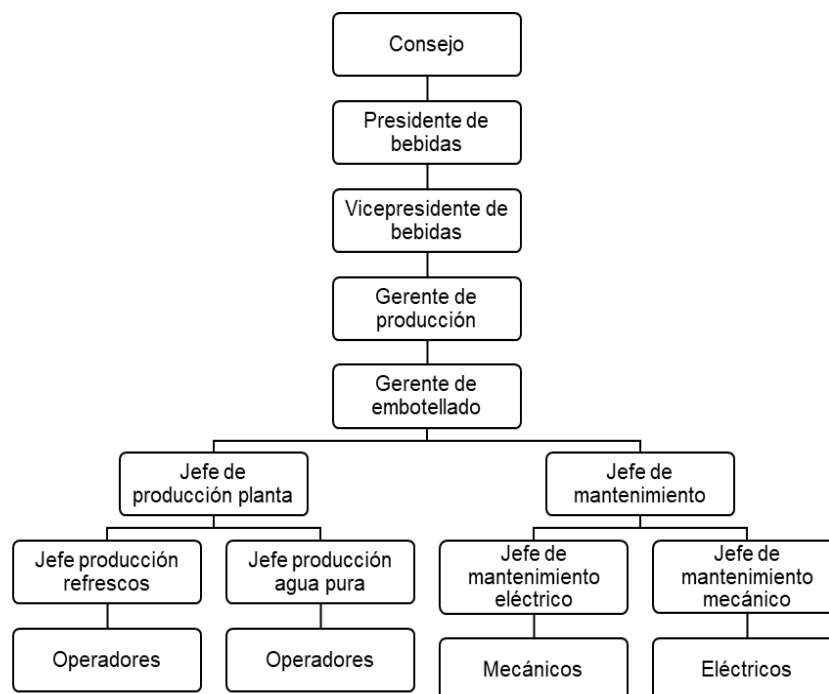 Consejo
Presidente de
bebidas
Vicepresidente de
bebidas
Gerente de
producción
Gerente de
embotellado
Jefe de
producción planta
Jefe de
mantenimiento
Jefe producción
refrescos
Jefe producción
agua pura
Jefe de
mantenimiento
eléctrico
Jefe de
mantenimiento
mecánico
Operadores
Operadores
Mecánicos
Eléctricos